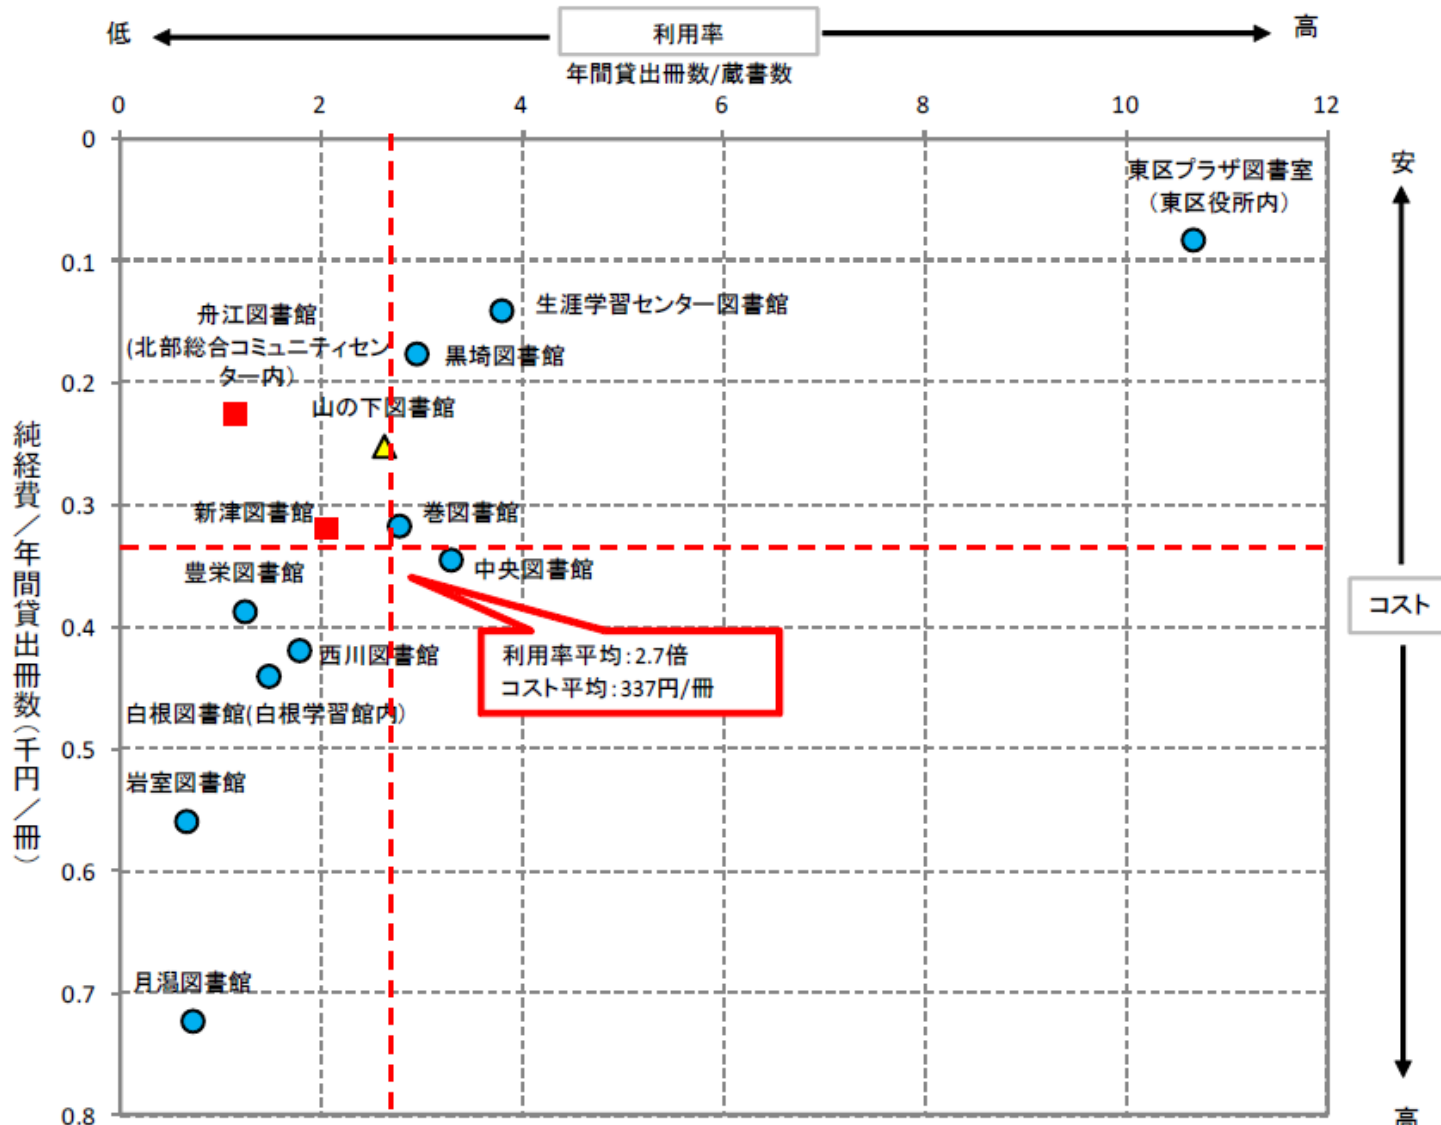 低
利用率
高
年間貸出冊数/蔵書数
0 2 4 6 8 10 12
0
0.1
0.2
0.3
0.4
0.5
0.6
0.7
0.8
純経費/年間貸出冊数(千円/冊)
東区プラザ図書室
(東区役所内)
生涯学習センター図書館
舟江図書館
(北部総合コミュニティセン
ター内)
黒埼図書館
山の下図書館
新津図書館
巻図書館
中央図書館
豊栄図書館
西川図書館
利用率平均:2.7倍
コスト平均:337円/冊
白根図書館(白根学習館内)
岩室図書館
月潟図書館
安
コスト
高